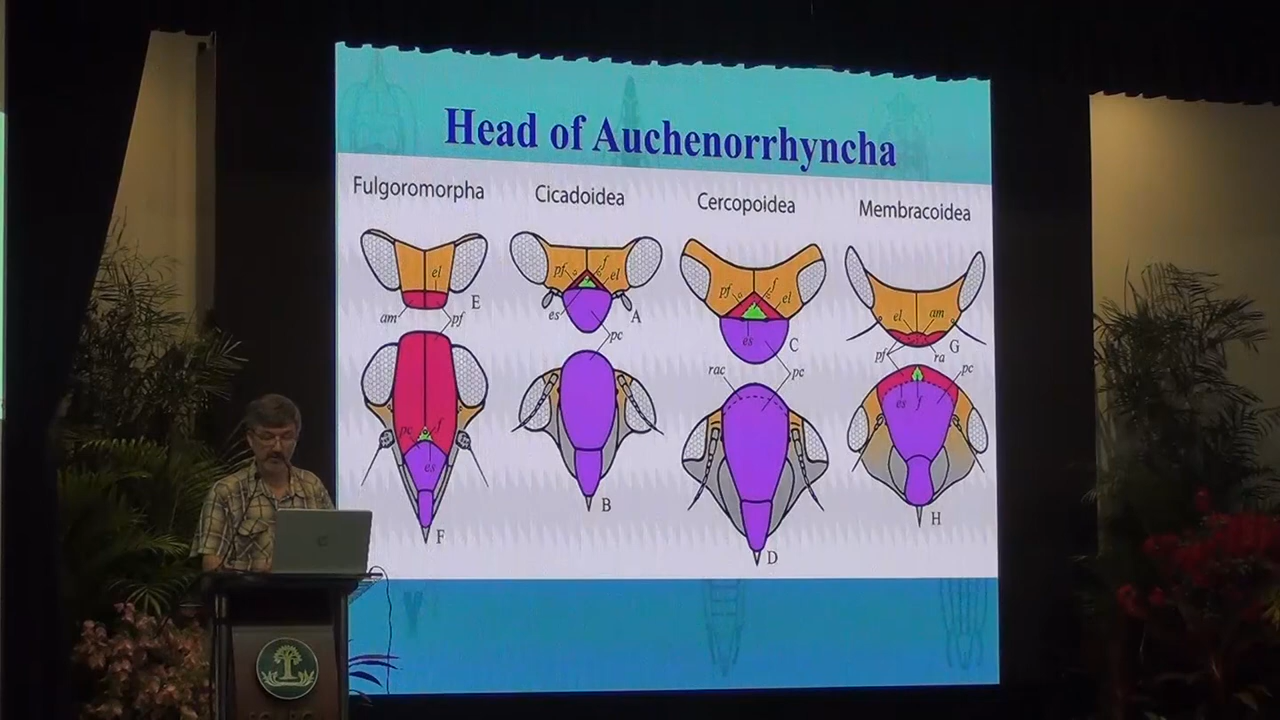 Head of Auchenorrhyncha
Fulgoromorpha Cicadoidea Cercopoidea Membracoidea
el pf f el pf f el el am
am pf E es A es C pf ra G
pc rac pc pc
pc f es f
es
F B D H